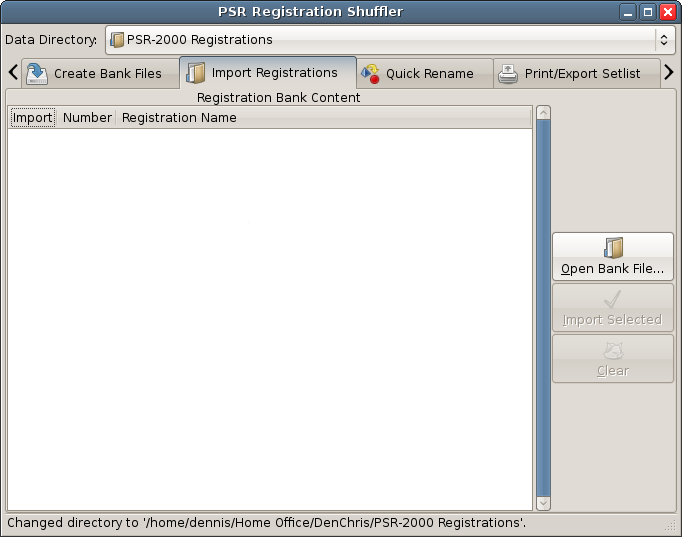 PSR Registration Shuffler
Data Directory: PSR-2000 Registrations
Create Bank Files Import Registrations Quick Rename Print/Export Setlist
Registration Bank Content
Import Number Registration Name
Open Bank File...
Import Selected
Clear
Changed directory to '/home/dennis/Home Office/DenChris/PSR-2000 Registrations'.